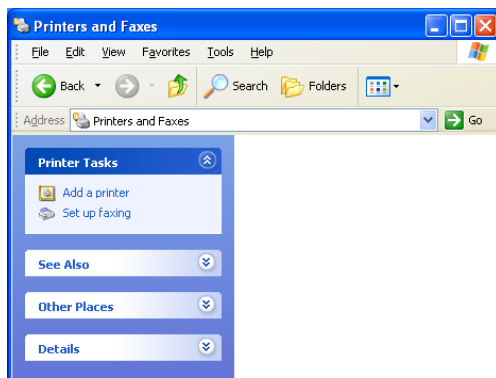 Printers and Faxes
File Edit View Favorites Tools Help
Back Search Folders
Address Printers and Faxes Go
Printer Tasks
Add a printer
Set up faxing
See Also
Other Places
Details